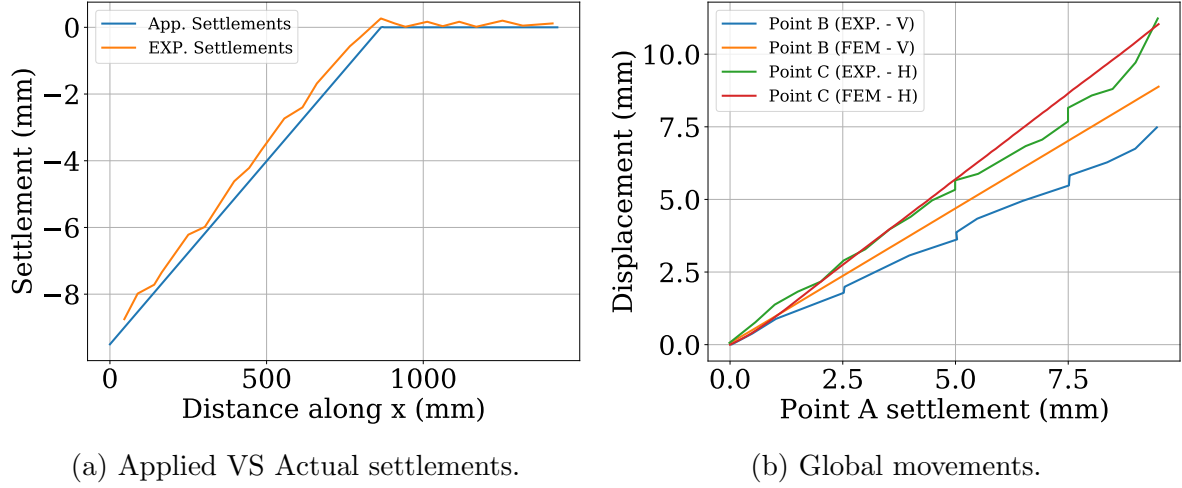 App. Settlements
EXP. Settlements
Settlement (mm)
0
−2
−4
−6
−8
0
500
1000
Distance along x (mm)
(a) Applied VS Actual settlements.
Point B (EXP. - V)
Point B (FEM - V)
Point C (EXP. - H)
Point C (FEM - H)
Displacement (mm)
10.0
7.5
5.0
2.5
0.0
0.0
2.5
5.0
7.5
Point A settlement (mm)
(b) Global movements.